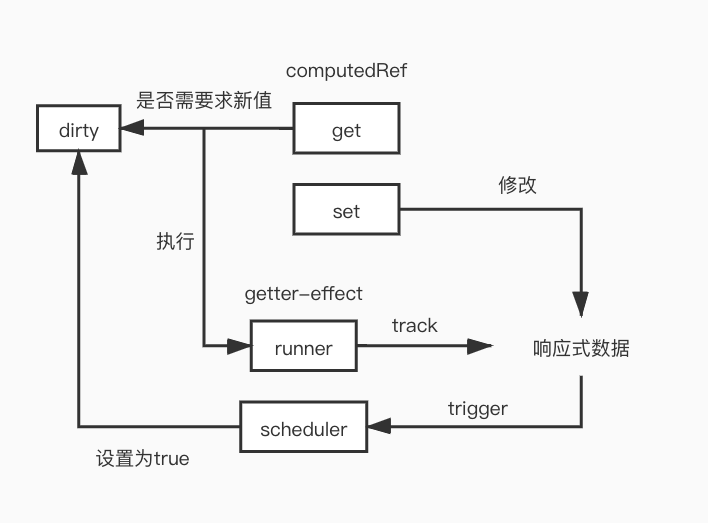 computedRef
是否需要求新值
dirty
get
修改
set
执行
getter-effect
track
runner
响应式数据
trigger
scheduler
设置为true